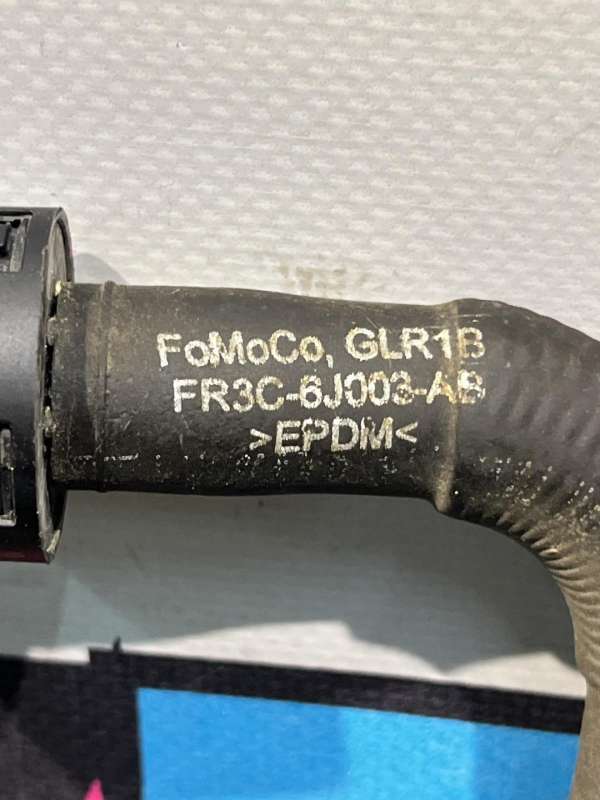 FoMoCo, GLR1B
FR3C-6J003-AB
>EPDM<